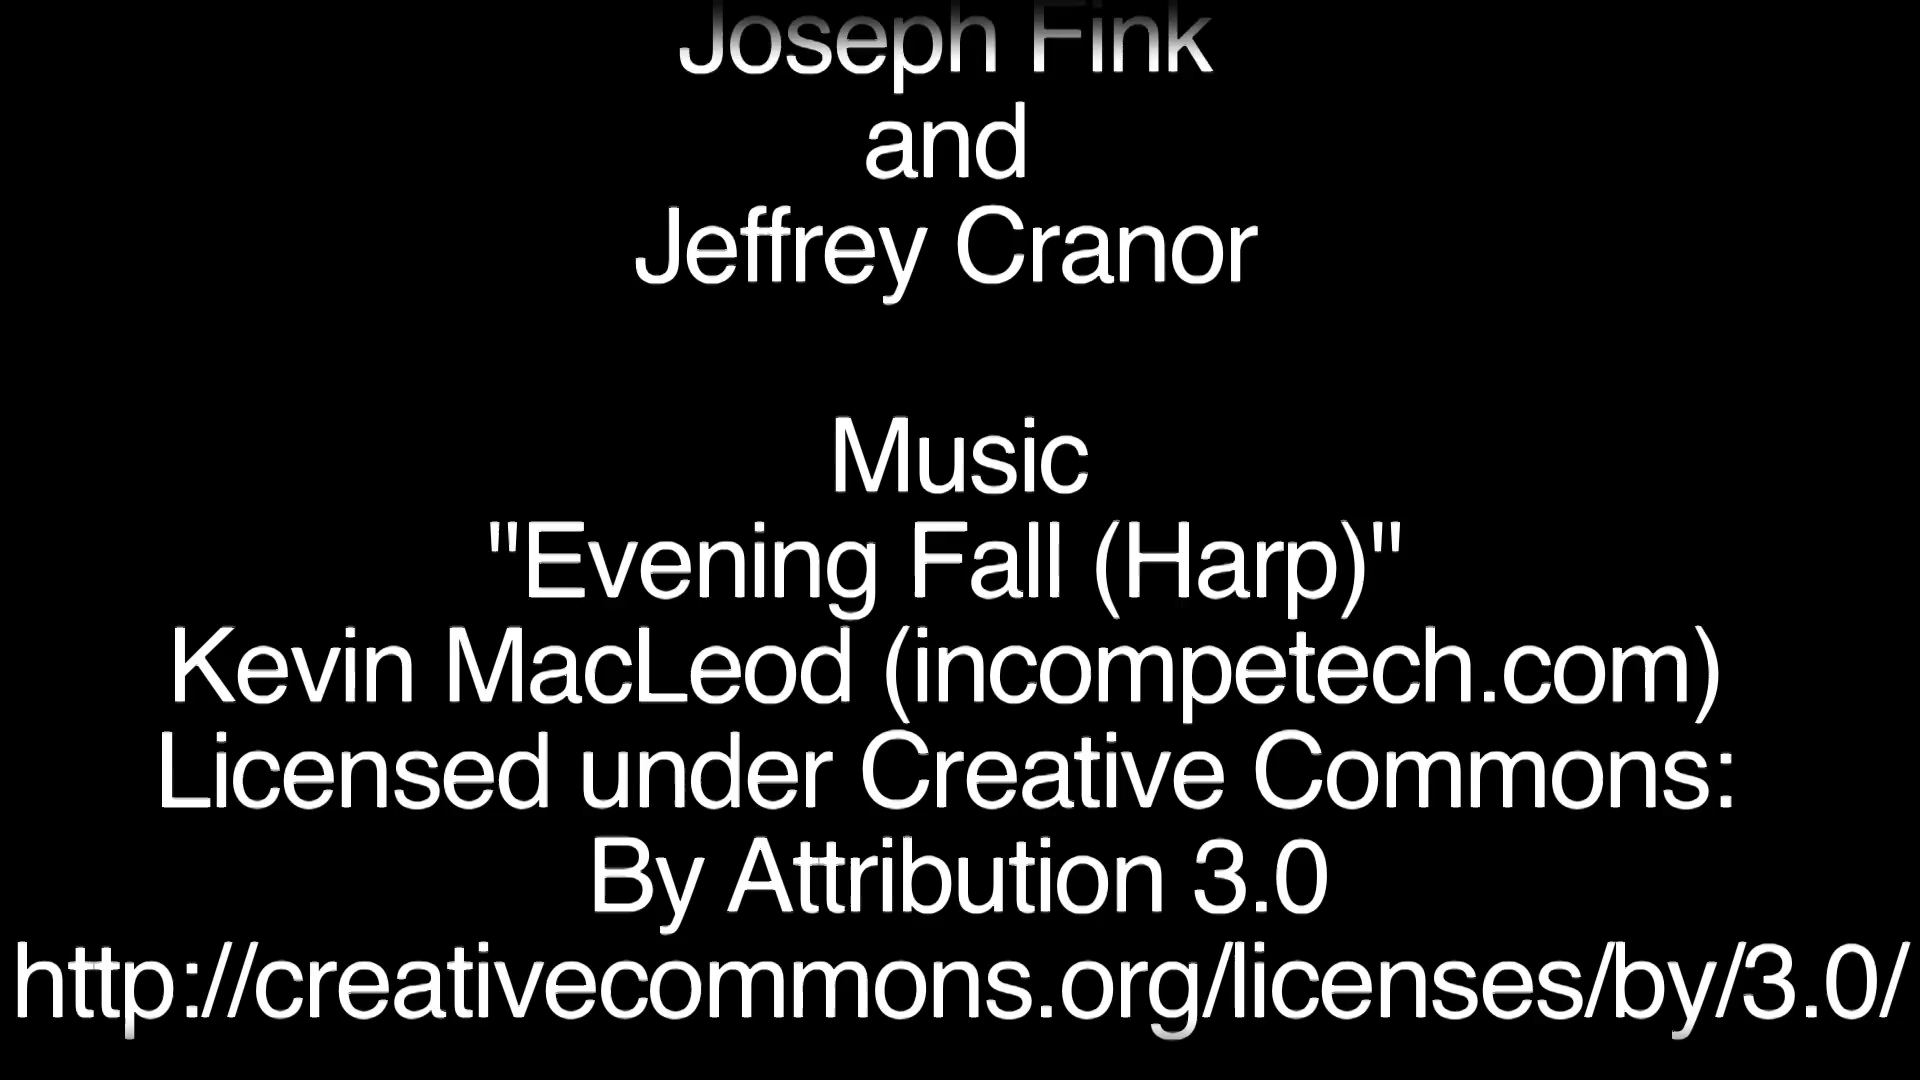 Joseph Fink
and
Jeffrey Cranor
Music
"Evening Fall (Harp)"
Kevin MacLeod (incompetech.com)
Licensed under Creative Commons:
By Attribution 3.0
http://creativecommons.org/licenses/by/3.0/